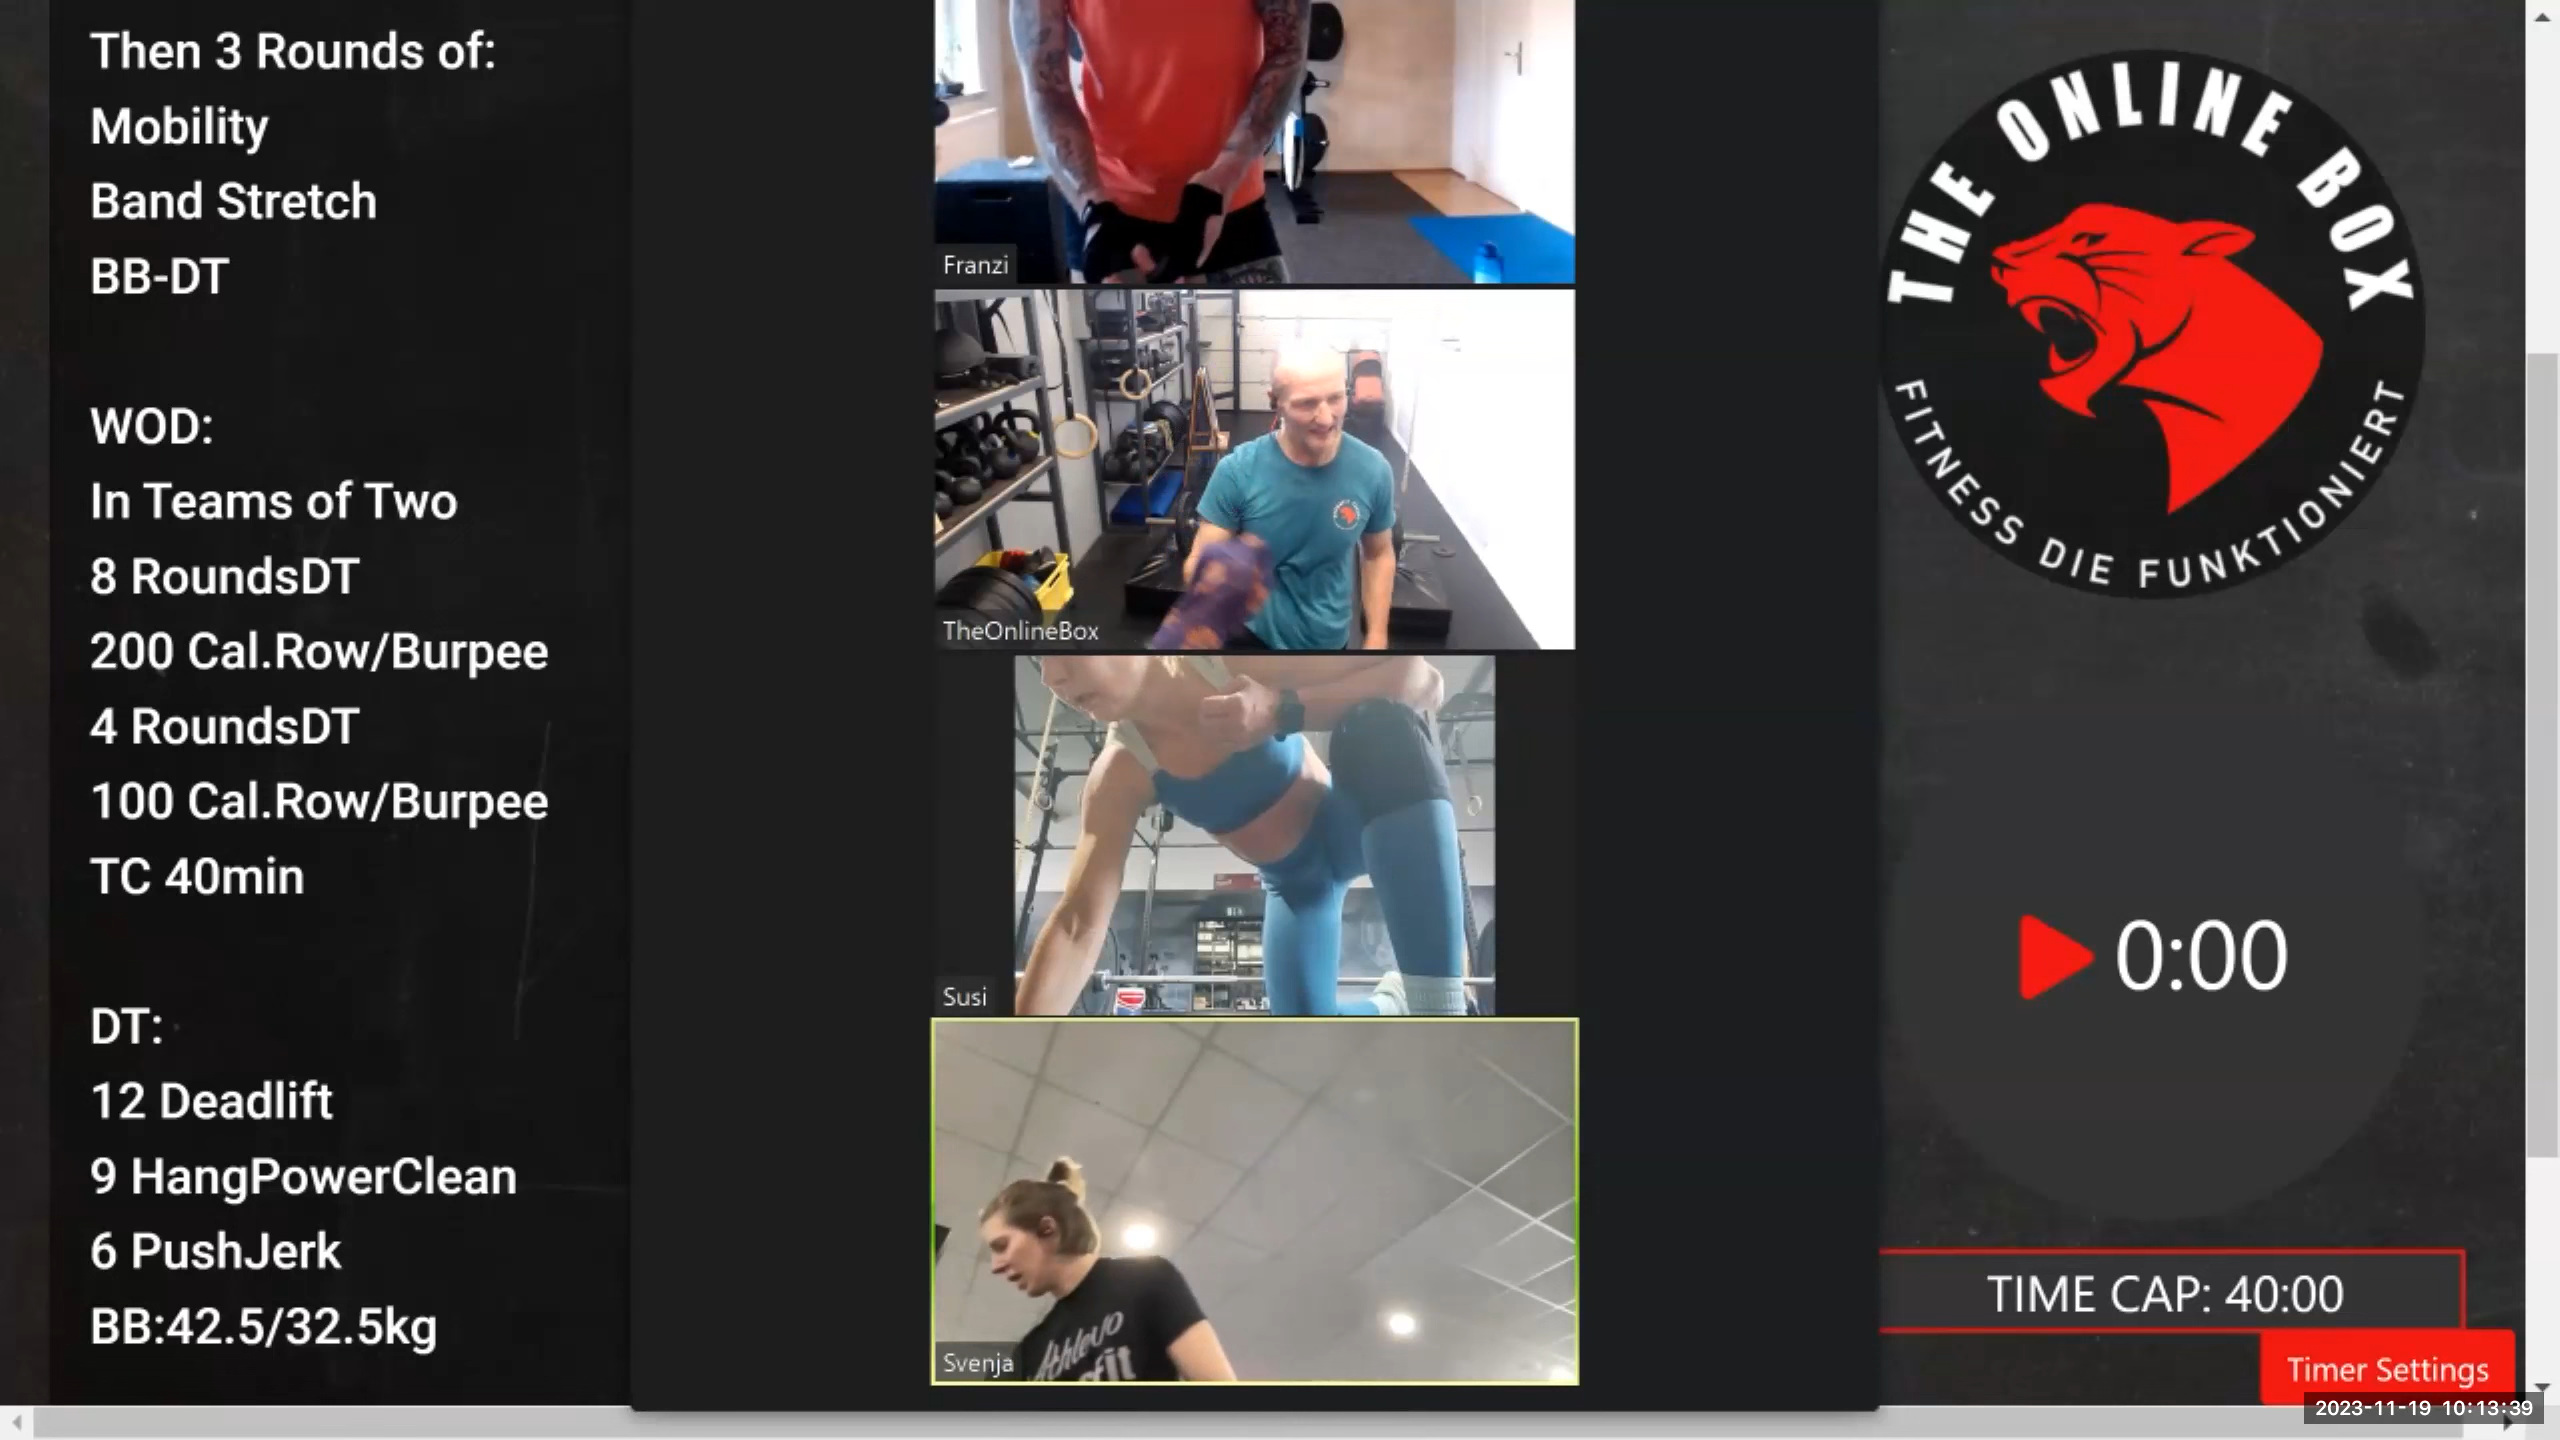 Then 3 Rounds of:
Mobility
Band Stretch
BB-DT
WOD:
In Teams of Two
8 RoundsDT
200 Cal.Row/Burpee
4 RoundsDT
100 Cal.Row/Burpee
TC 40min
DT:
12 Deadlift
9 HangPowerClean
6 PushJerk
BB:42.5/32.5kg
Franzi
TheOnlineBox
Susi
Athlevo
Svenja
THE ONLINE BOX
FITNESS DIE FUNKTIONIERT
0:00
TIME CAP: 40:00
Timer Settings
2023-11-19 10:13:39